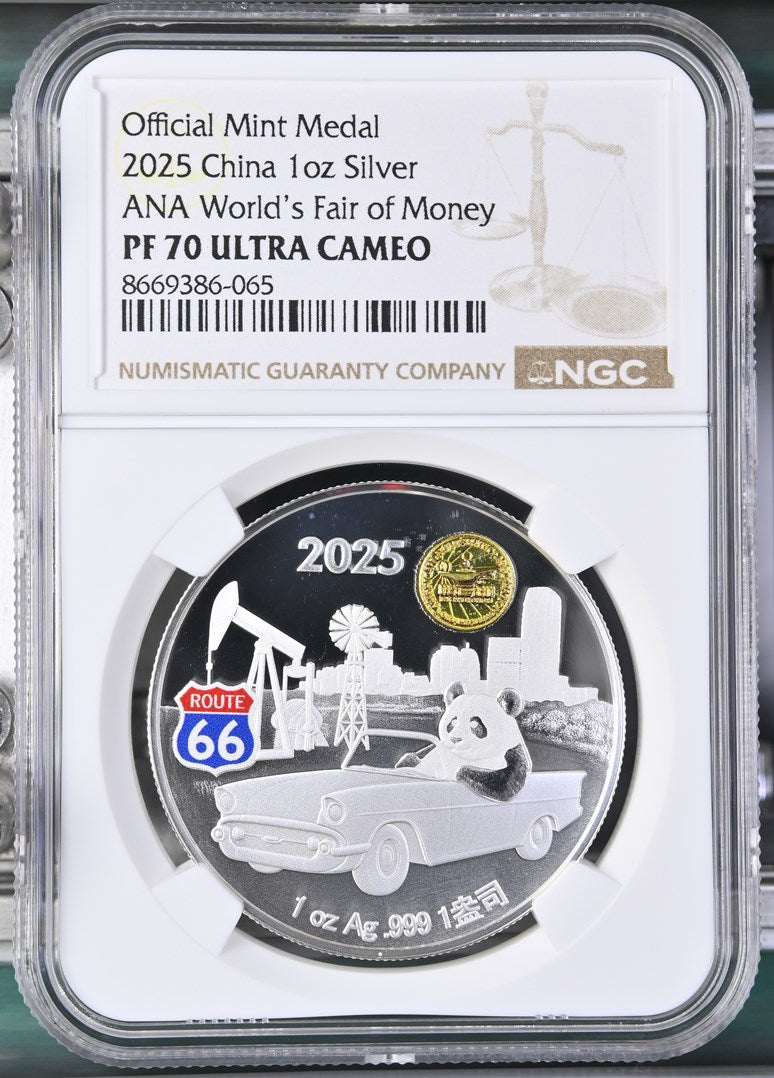 Official Mint Medal
2025 China 1oz Silver
ANA World's Fair of Money
PF 70 ULTRA CAMEO
8669386-065
NUMISMATIC GUARANTY COMPANY
NGC
2025
ROUTE
66
1 oz Ag .999 1盎司